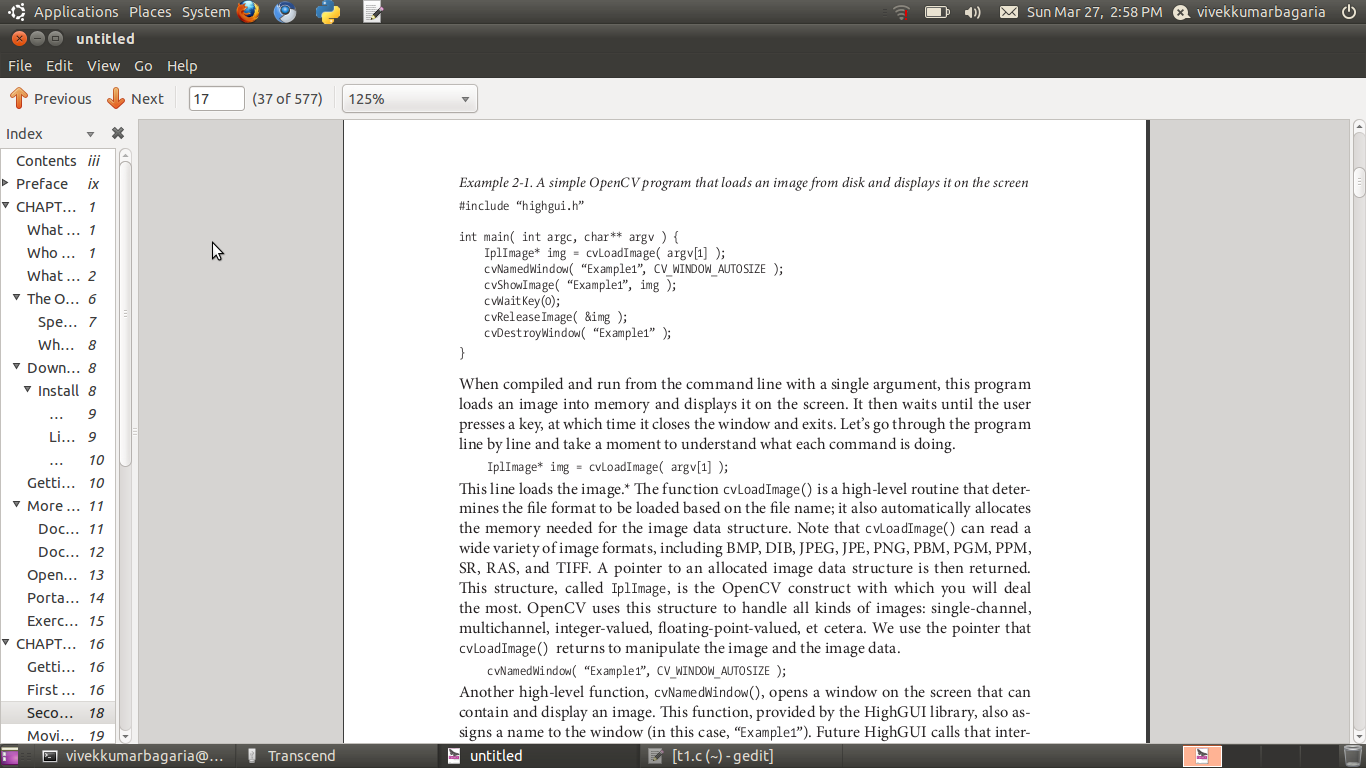 Applications Places System
Sun Mar 27, 2:58 PM vivekkumarbagaria
untitled
File Edit View Go Help
Previous Next 17 (37 of 577) 125%
Index
Contents iii
Preface ix
CHAPT... 1
What ... 1
Who ... 1
What ... 2
The O... 6
Spe... 7
Wh... 8
Down... 8
Install 8
... 9
Li... 9
... 10
Getti... 10
More ... 11
Doc... 11
Doc... 12
Open... 13
Porta... 14
Exerc... 15
CHAPT... 16
Getti... 16
First ... 16
Seco... 18
Movi... 19
Example 2-1. A simple OpenCV program that loads an image from disk and displays it on the screen
#include “highgui.h”
int main( int argc, char** argv ) {
IplImage* img = cvLoadImage( argv[1] );
cvNamedWindow( “Example1”, CV_WINDOW_AUTOSIZE );
cvShowImage( “Example1”, img );
cvWaitKey(0);
cvReleaseImage( &img );
cvDestroyWindow( “Example1” );
}
When compiled and run from the command line with a single argument, this program
loads an image into memory and displays it on the screen. It then waits until the user
presses a key, at which time it closes the window and exits. Let’s go through the program
line by line and take a moment to understand what each command is doing.
IplImage* img = cvLoadImage( argv[1] );
This line loads the image.* The function cvLoadImage() is a high-level routine that deter-
mines the file format to be loaded based on the file name; it also automatically allocates
the memory needed for the image data structure. Note that cvLoadImage() can read a
wide variety of image formats, including BMP, DIB, JPEG, JPE, PNG, PBM, PGM, PPM,
SR, RAS, and TIFF. A pointer to an allocated image data structure is then returned.
This structure, called IplImage, is the OpenCV construct with which you will deal
the most. OpenCV uses this structure to handle all kinds of images: single-channel,
multichannel, integer-valued, floating-point-valued, et cetera. We use the pointer that
cvLoadImage() returns to manipulate the image and the image data.
cvNamedWindow( “Example1”, CV_WINDOW_AUTOSIZE );
Another high-level function, cvNamedWindow(), opens a window on the screen that can
contain and display an image. This function, provided by the HighGUI library, also as-
signs a name to the window (in this case, “Example1”). Future HighGUI calls that inter-
vivekkumarbagaria@... Transcend untitled [t1.c (~) - gedit]